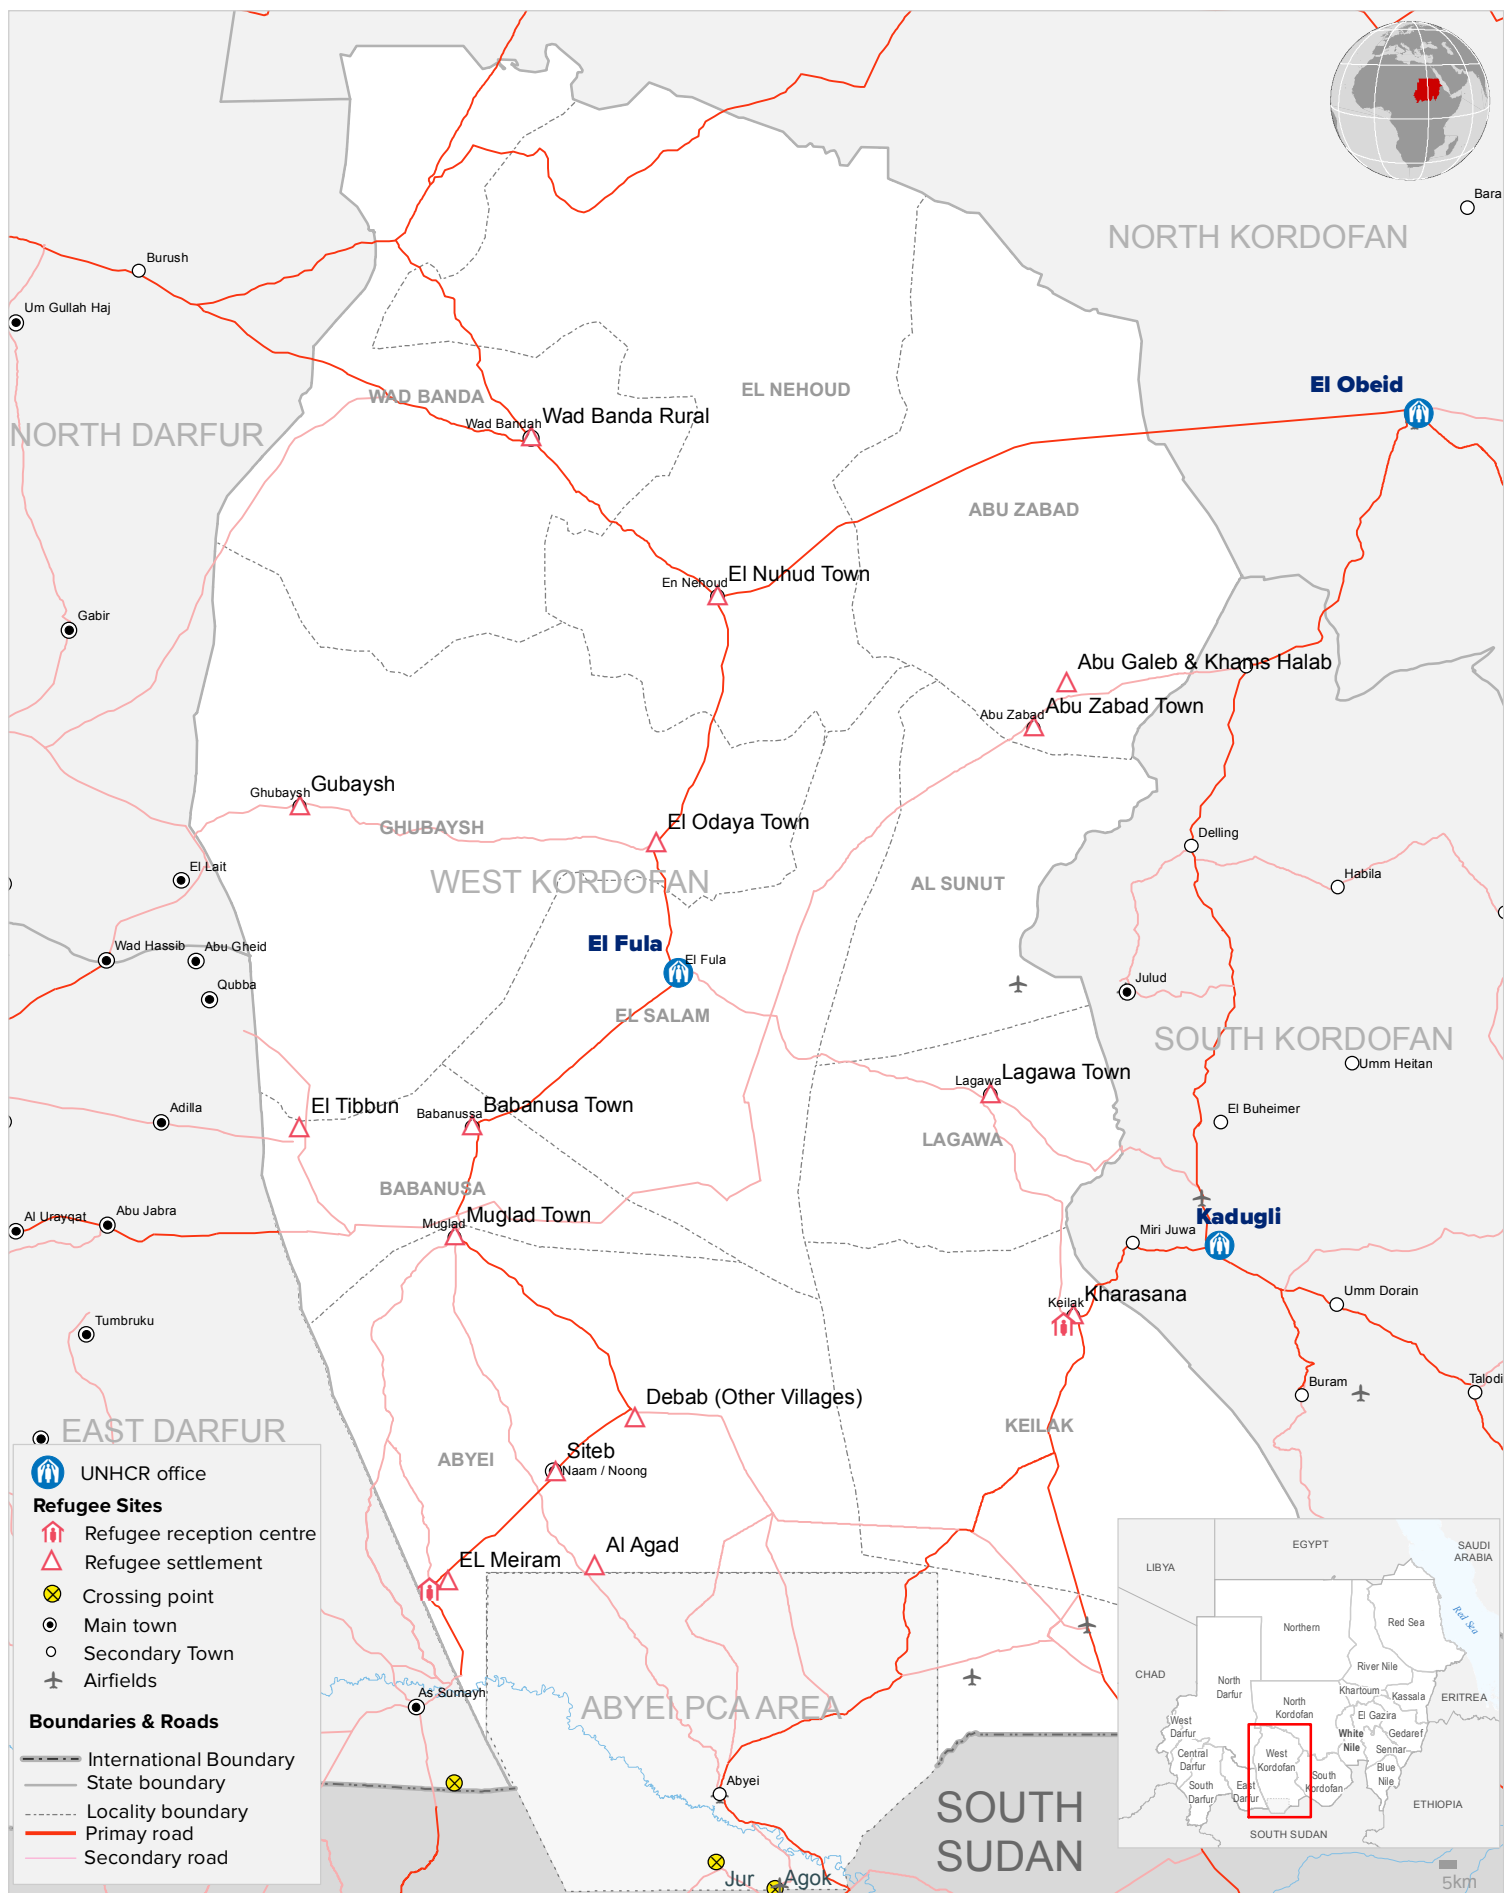 Bara
NORTH KORDOFAN
Burush
Um Gullah Haj
El Obeid
EL NEHOUD
WAD BANDA
Wad Banda Rural
Wad Bandah
NORTH DARFUR
ABU ZABAD
El Nuhud Town
En Nehoud
Gabir
Abu Galeb & Khams Halab
Abu Zabad Town
Abu Zabad
Gubaysh
Ghubaysh
El Odaya Town
GHUBAYSH
Delling
El Lait
Habila
WEST KORDOFAN
AL SUNUT
El Fula
Wad Hassib
Abu Gheid
El Fula
Qubba
Julud
EL SALAM
SOUTH KORDOFAN
Umm Heitan
Lagawa Town
Lagawa
El Tibbun
Babanusa Town
Babanussa
Adilla
El Buheimer
LAGAWA
BABANUSA
Al Urayqat
Abu Jabra
Muglad Town
Muglad
Kadugli
Miri Juwa
Kharasana
Keilak
Umm Dorain
Tumbruku
Buram
Talodi
Debab (Other Villages)
EAST DARFUR
KEILAK
ABYEI
Siteb
Naam / Noong
Al Agad
EL Meiram
As Sumayh
ABYEI PCA AREA
Abyei
SOUTH
SUDAN
Jur
Agok
UNHCR office
Refugee Sites
Refugee reception centre
Refugee settlement
Crossing point
Main town
Secondary Town
Airfields
Boundaries & Roads
International Boundary
State boundary
Locality boundary
Primay road
Secondary road
EGYPT
SAUDI
ARABIA
LIBYA
Red Sea
Northern
Red Sea
River Nile
CHAD
North
Darfur
Khartoum
Kassala
ERITREA
North
Kordofan
El Gazira
West
Darfur
White
Nile
Gedaref
Central
Darfur
West
Kordofan
Sennar
South
Kordofan
Blue
Nile
South
Darfur
East
Darfur
ETHIOPIA
SOUTH SUDAN
5km